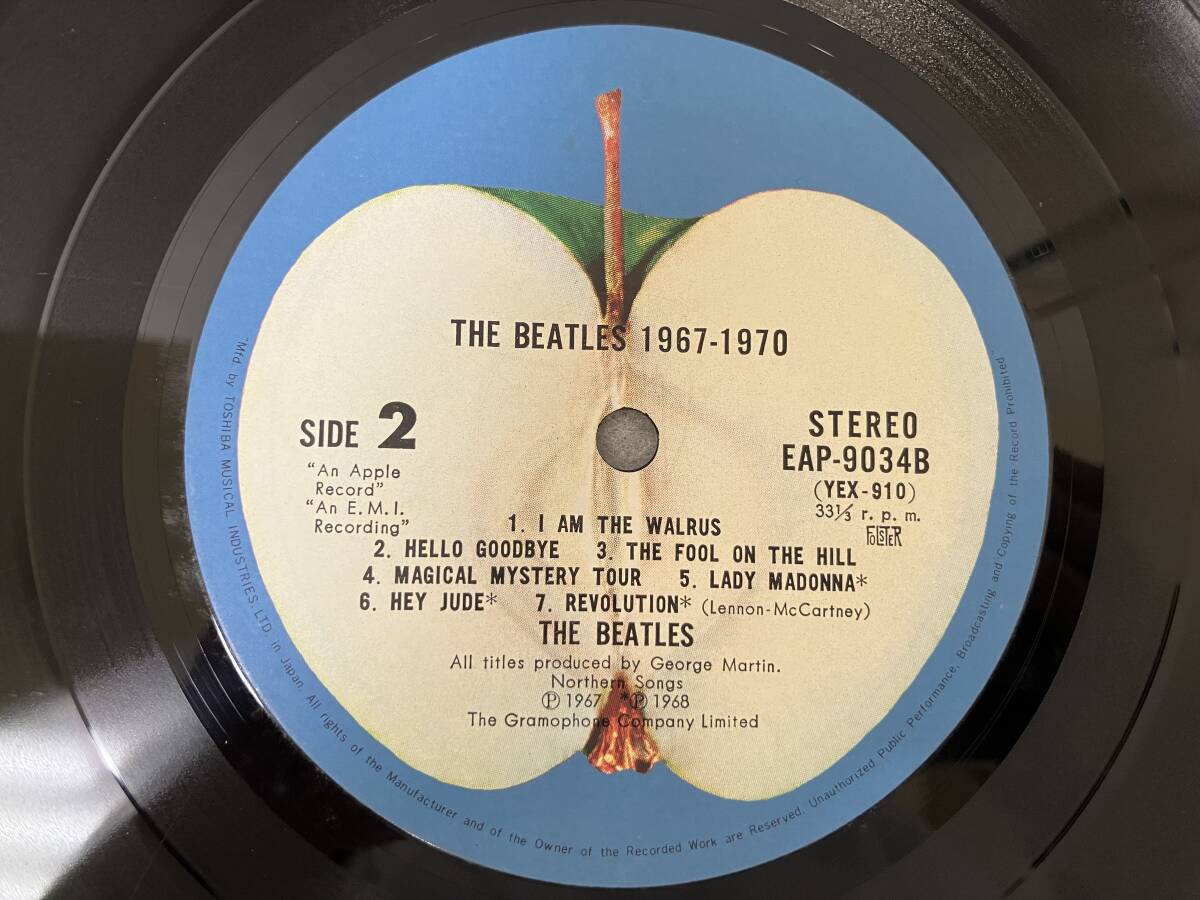 THE BEATLES 1967-1970
SIDE 2
"An Apple
Record"
"An E.M.I.
Recording"
STEREO
EAP-9034B
(YEX-910)
33⅓ r.p.m.
FOLSTER
1. I AM THE WALRUS
2. HELLO GOODBYE 3. THE FOOL ON THE HILL
4. MAGICAL MYSTERY TOUR 5. LADY MADONNA*
6. HEY JUDE* 7. REVOLUTION* (Lennon-McCartney)
THE BEATLES
All titles produced by George Martin.
Northern Songs
Ⓟ 1967 *Ⓟ 1968
The Gramophone Company Limited
"Mfd by TOSHIBA MUSICAL INDUSTRIES, LTD. in Japan. All rights of the Manufacturer and of the Owner of the Recorded Work are Reserved. Unauthorized Public Performance, Broadcasting and Copying of the Record Prohibited"